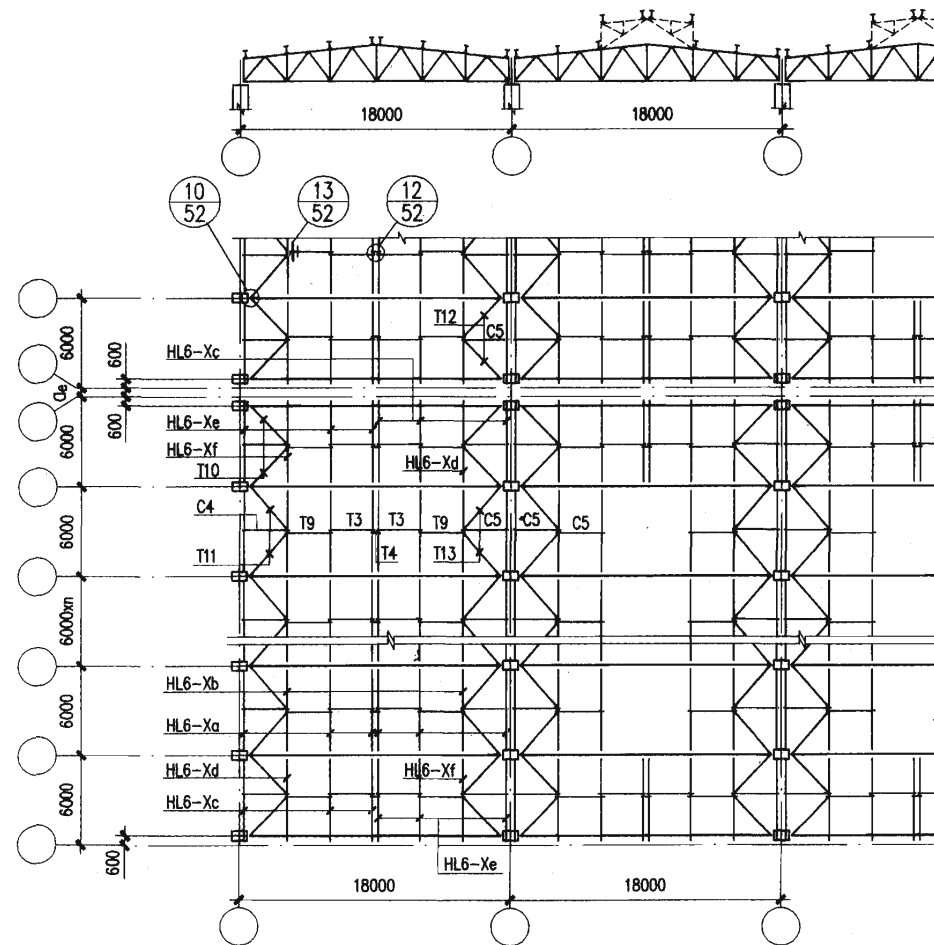 18000 18000
10 13 12
52 52 52
T12
C5
6000
600
HL6-Xc
ae
600
HL6-Xe
6000
HL6-Xf
HL6-Xd
T10
C4
T9 T3 T3 T9 C5 C5 C5
6000
T11 T4 T13
6000xn
HL6-Xb
6000
HL6-Xa
HL6-Xd HL6-Xf
6000
HL6-Xc
600
HL6-Xe
18000 18000